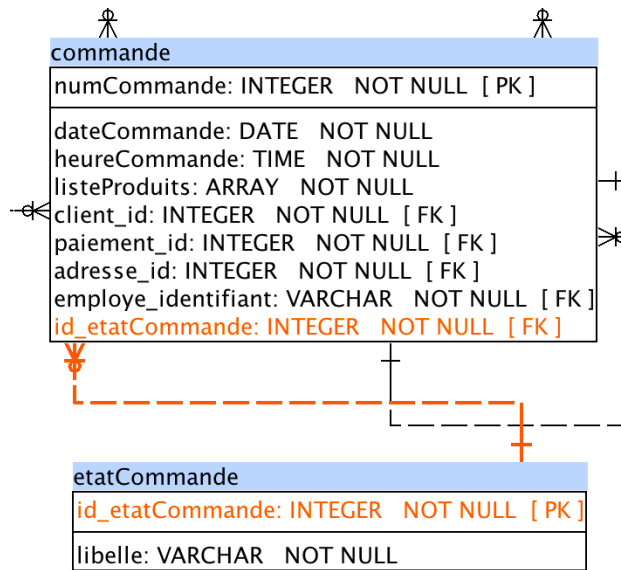 commande
numCommande: INTEGER NOT NULL [ PK ]
dateCommande: DATE NOT NULL
heureCommande: TIME NOT NULL
listeProduits: ARRAY NOT NULL
client_id: INTEGER NOT NULL [ FK ]
paiement_id: INTEGER NOT NULL [ FK ]
adresse_id: INTEGER NOT NULL [ FK ]
employe_identifiant: VARCHAR NOT NULL [ FK ]
id_etatCommande: INTEGER NOT NULL [ FK ]
etatCommande
id_etatCommande: INTEGER NOT NULL [ PK ]
libelle: VARCHAR NOT NULL